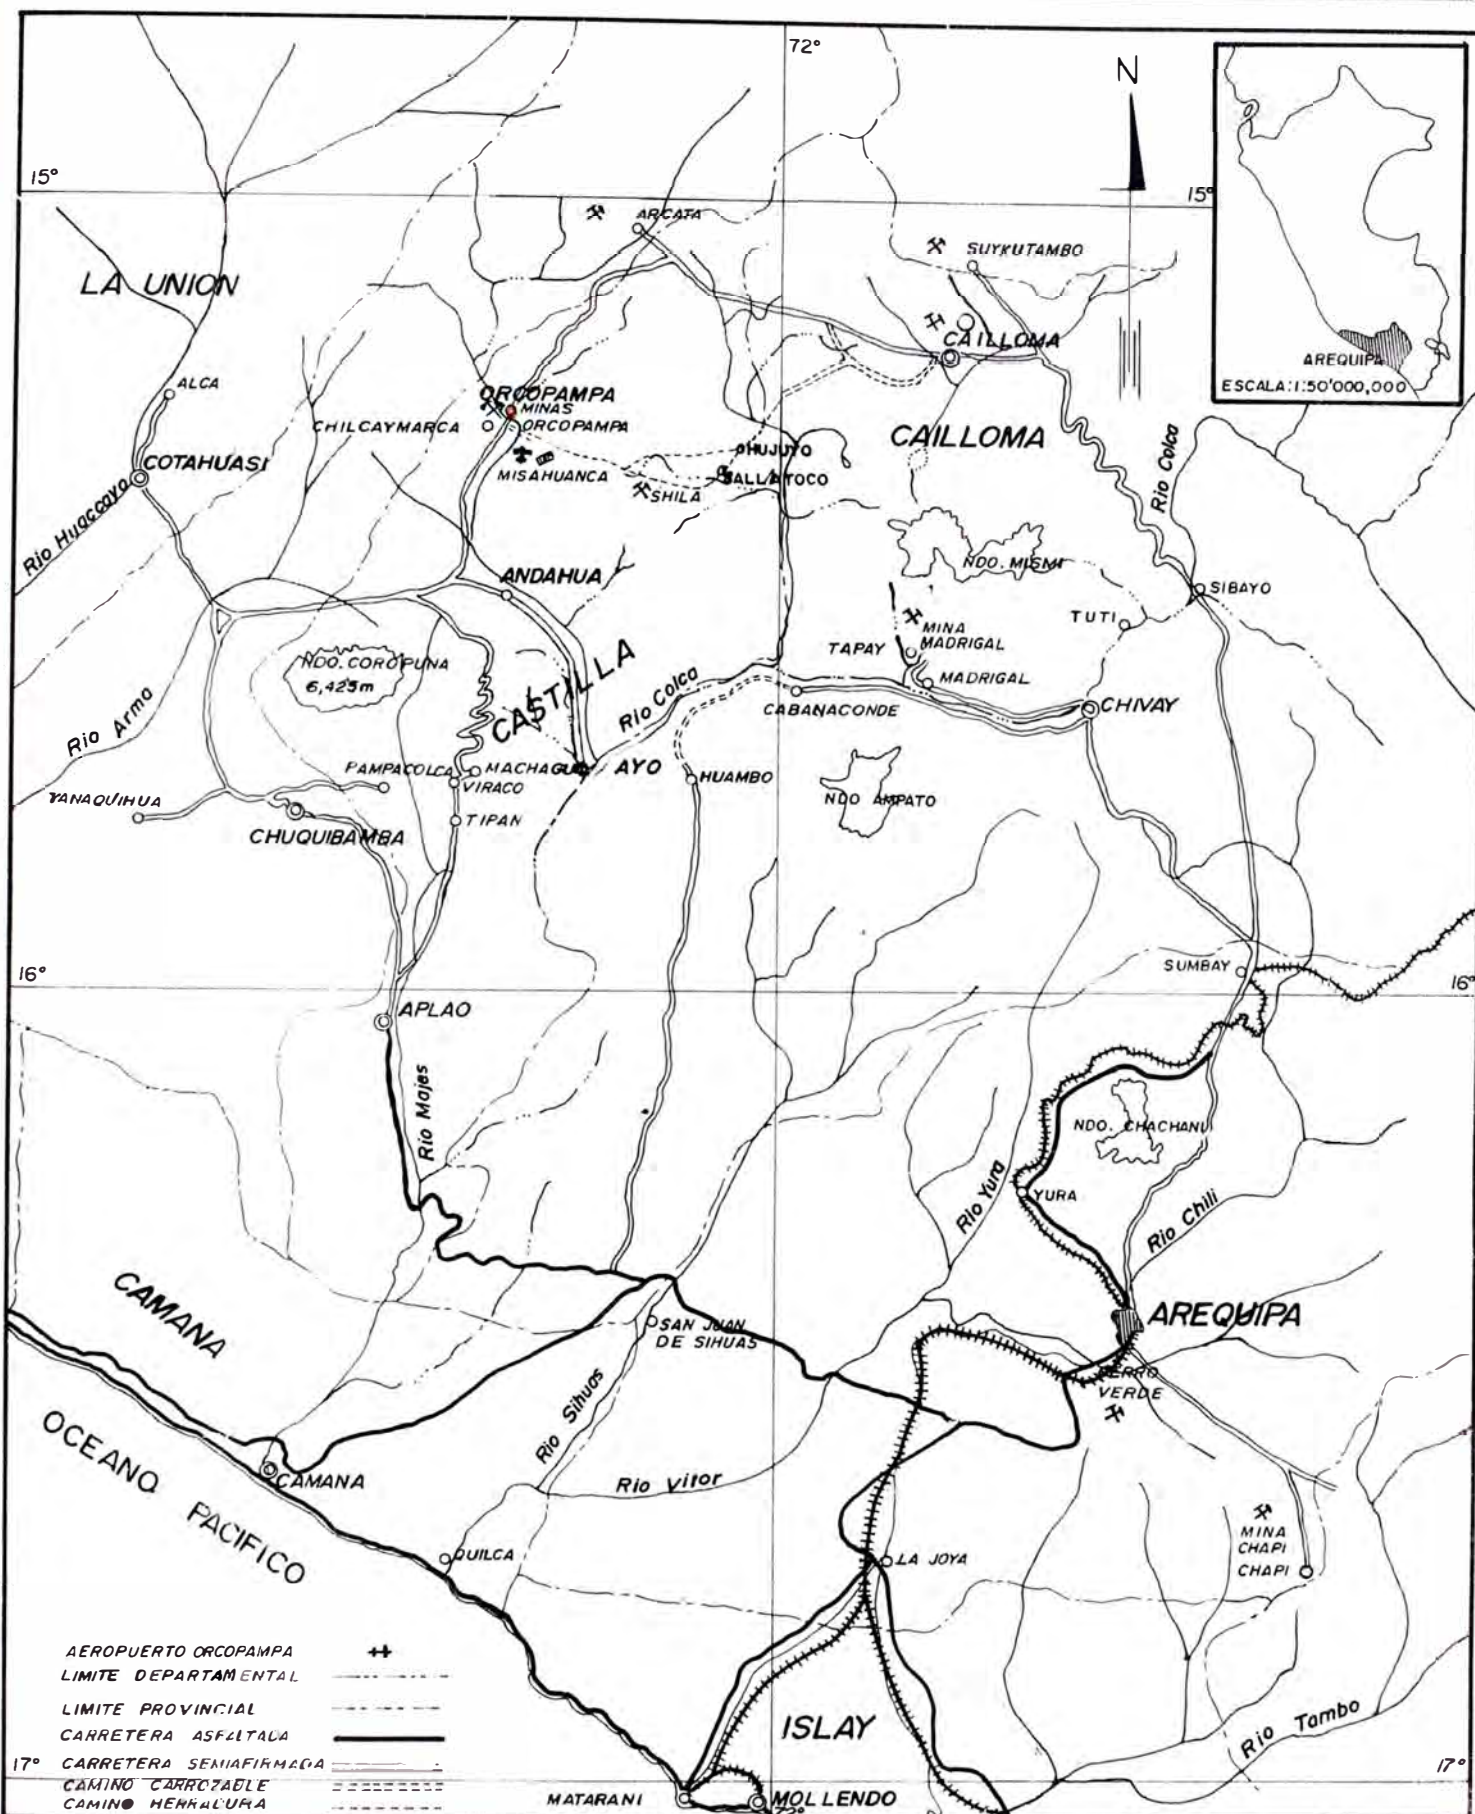 72°
N
15°
15°
ARCATA
SUYKUTAMBO
LA UNION
CAILLOMA
AREQUIPA
ESCALA:1:50'000,000
ALCA
ORCOPAMPA
MINAS
ORCOPAMPA
CHILCAYMARCA
CAILLOMA
COTAHUASI
MISAHUANCA
SHILA
Rio Colca
Rio Huaccayo
NDO. MISMI
ANDAHUA
SIBAYO
TUTI
MINA
MADRIGAL
TAPAY
MADRIGAL
NDO. COROPUNA
6,425m
CASTILLA
Rio Colca
CABANACONDE
CHIVAY
Rio Arma
PAMPACOLCA
AYO
HUAMBO
VIRACO
NDO AMPATO
YANAQUIHUA
TIPAN
CHUQUIBAMBA
SUMBAY
16°
16°
APLAO
Rio Majes
NDO. CHACHANI
Rio Yura
YURA
Rio Chili
CAMANA
AREQUIPA
SAN JUAN
DE SIHUAS
VERDE
Rio Sihuas
OCEANO PACIFICO
CAMANA
Rio Vitor
MINA
CHAPI
CHAPI
QUILCA
LA JOYA
AEROPUERTO ORCOPAMPA
LIMITE DEPARTAMENTAL
LIMITE PROVINCIAL
CARRETERA ASFALTADA
17° CARRETERA SEMIAFIRMADA
CAMINO CARROZABLE
CAMINO HERRADURA
ISLAY
Rio Tambo
17°
MATARANI
MOLLENDO
72°